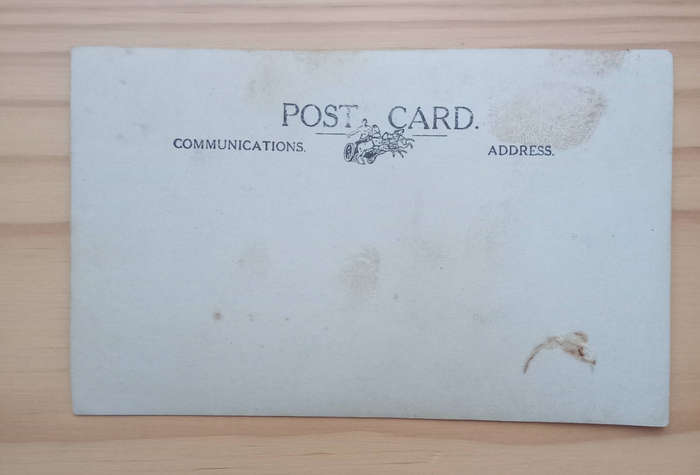 POST CARD.
COMMUNICATIONS.
ADDRESS.